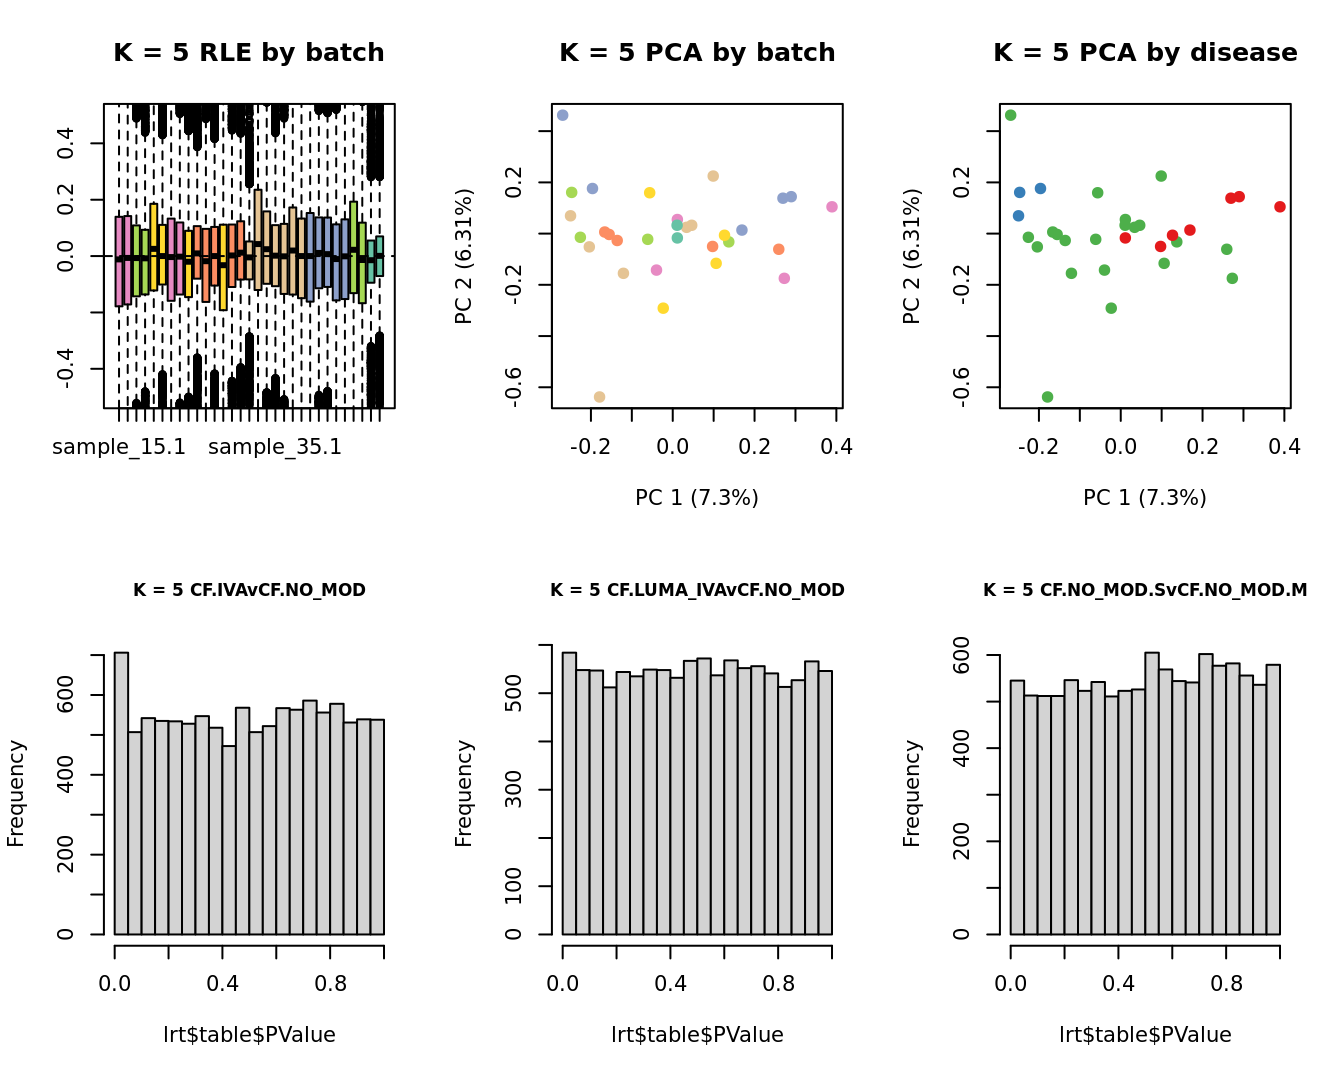 K = 5 RLE by batch
K = 5 PCA by batch
K = 5 PCA by disease
0.4
0.2
0.0
-0.4
sample_15.1 sample_35.1
PC 2 (6.31%)
0.2
-0.2
-0.6
-0.2 0.0 0.2 0.4
PC 1 (7.3%)
PC 2 (6.31%)
0.2
-0.2
-0.6
-0.2 0.0 0.2 0.4
PC 1 (7.3%)
K = 5 CF.IVAvCF.NO_MOD
K = 5 CF.LUMA_IVAvCF.NO_MOD
K = 5 CF.NO_MOD.SvCF.NO_MOD.M
Frequency
600
400
200
0
0.0 0.4 0.8
lrt$table$PValue
Frequency
500
300
100
0
0.0 0.4 0.8
lrt$table$PValue
Frequency
600
400
200
0
0.0 0.4 0.8
lrt$table$PValue